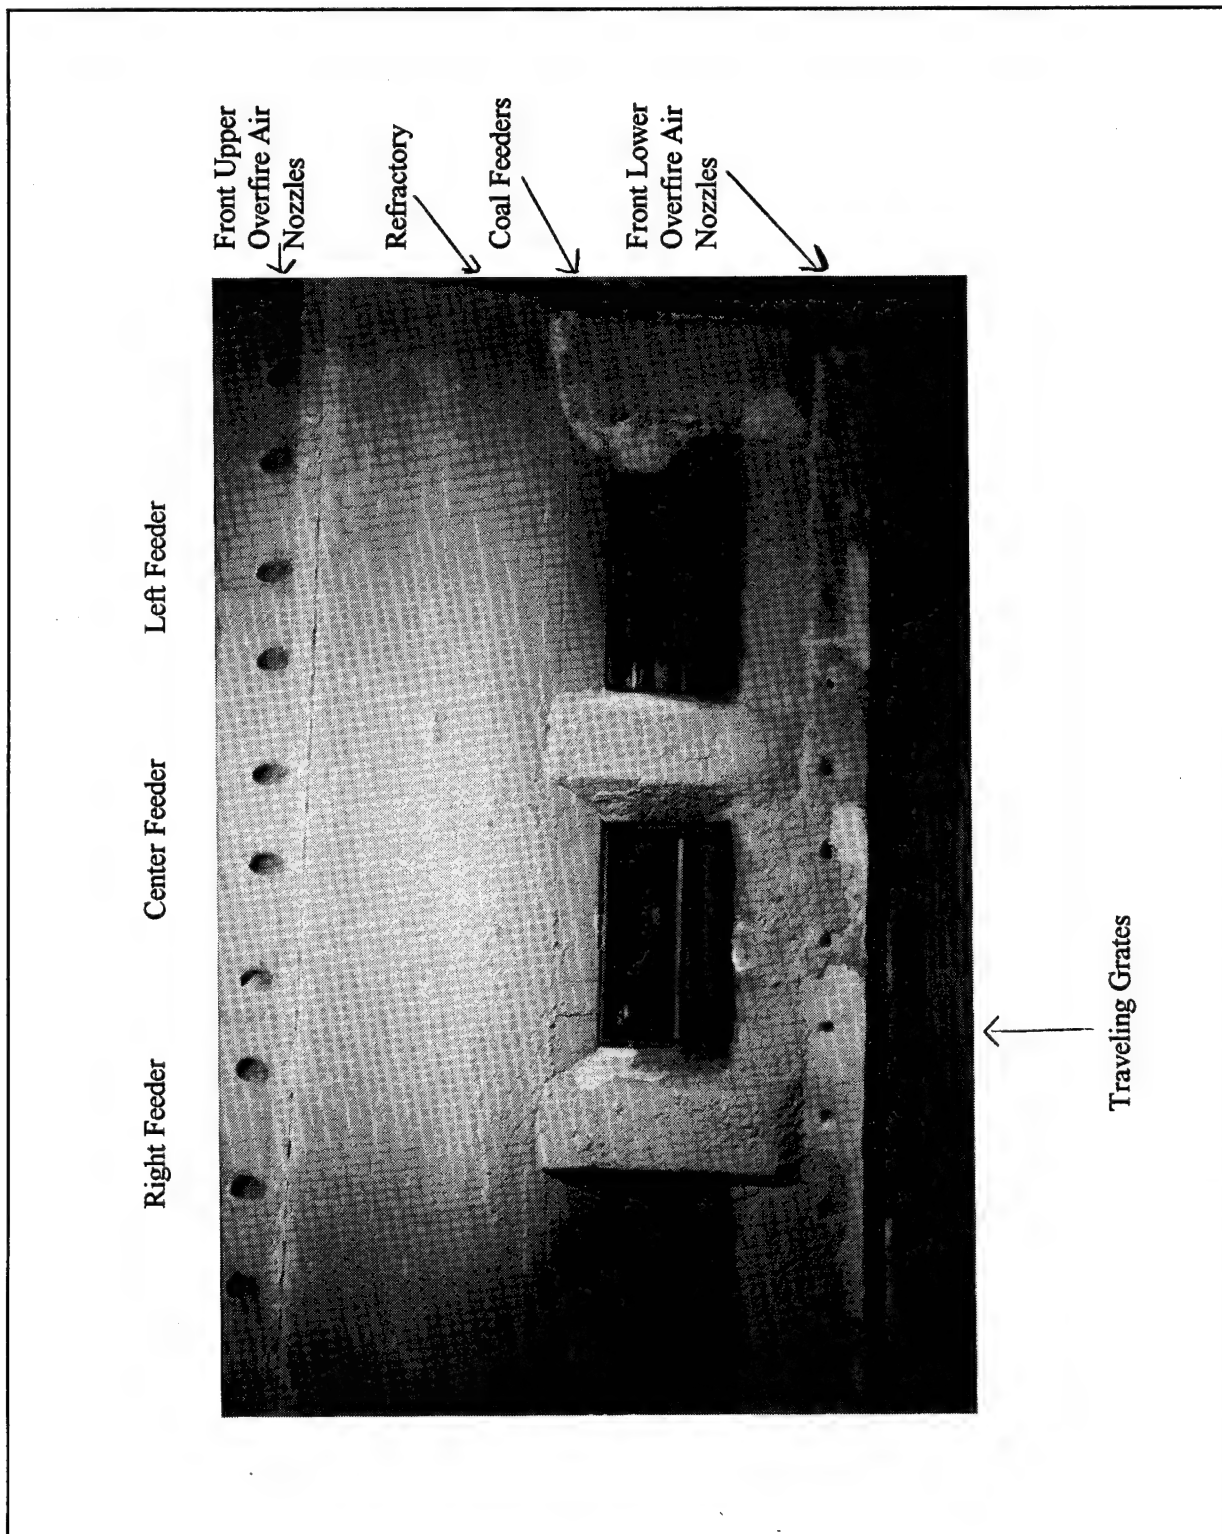 Right Feeder
Center Feeder
Left Feeder
Front Upper
Overfire Air
Nozzles
Refractory
Coal Feeders
Front Lower
Overfire Air
Nozzles
Traveling Grates